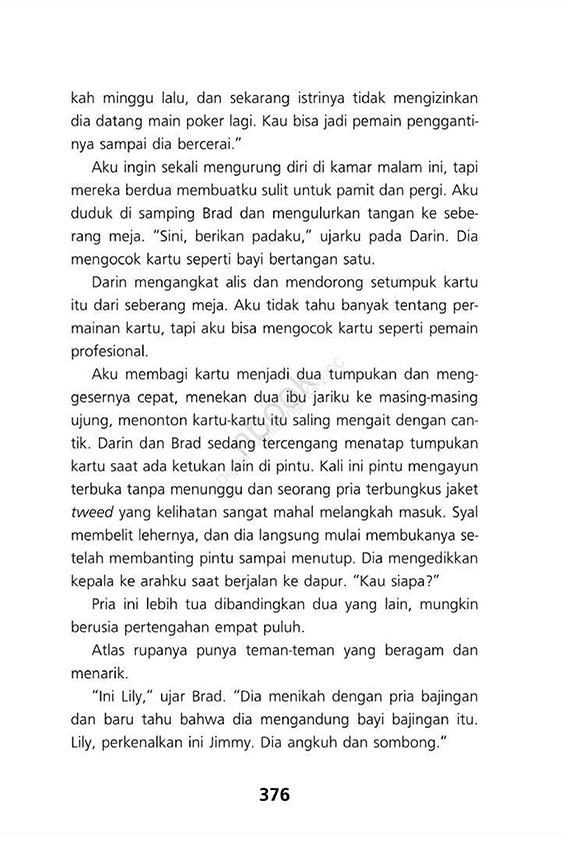 kah minggu lalu, dan sekarang istrinya tidak mengizinkan
dia datang main poker lagi. Kau bisa jadi pemain pengganti-
nya sampai dia bercerai.”
Aku ingin sekali mengurung diri di kamar malam ini, tapi
mereka berdua membuatku sulit untuk pamit dan pergi. Aku
duduk di samping Brad dan mengulurkan tangan ke sebe-
rang meja. “Sini, berikan padaku,” ujarku pada Darin. Dia
mengocok kartu seperti bayi bertangan satu.
Darin mengangkat alis dan mendorong setumpuk kartu
itu dari seberang meja. Aku tidak tahu banyak tentang per-
mainan kartu, tapi aku bisa mengocok kartu seperti pemain
profesional.
Aku membagi kartu menjadi dua tumpukan dan meng-
gesernya cepat, menekan dua ibu jariku ke masing-masing
ujung, menonton kartu-kartu itu saling mengait dengan can-
tik. Darin dan Brad sedang tercengang menatap tumpukan
kartu saat ada ketukan lain di pintu. Kali ini pintu mengayun
terbuka tanpa menunggu dan seorang pria terbungkus jaket
tweed yang kelihatan sangat mahal melangkah masuk. Syal
membelit lehernya, dan dia langsung mulai membukanya se-
telah membanting pintu sampai menutup. Dia mengedikkan
kepala ke arahku saat berjalan ke dapur. “Kau siapa?”
Pria ini lebih tua dibandingkan dua yang lain, mungkin
berusia pertengahan empat puluh.
Atlas rupanya punya teman-teman yang beragam dan
menarik.
“Ini Lily,” ujar Brad. “Dia menikah dengan pria bajingan
dan baru tahu bahwa dia mengandung bayi bajingan itu.
Lily, perkenalkan ini Jimmy. Dia angkuh dan sombong.”
376